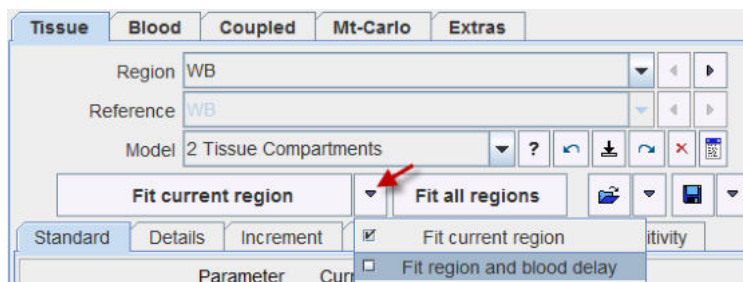 Tissue Blood Coupled Mt-Carlo Extras
Region WB
Reference WB
Model 2 Tissue Compartments ?
Fit current region Fit all regions
Standard Details Increment Fit current region
Parameter Fit region and blood delay